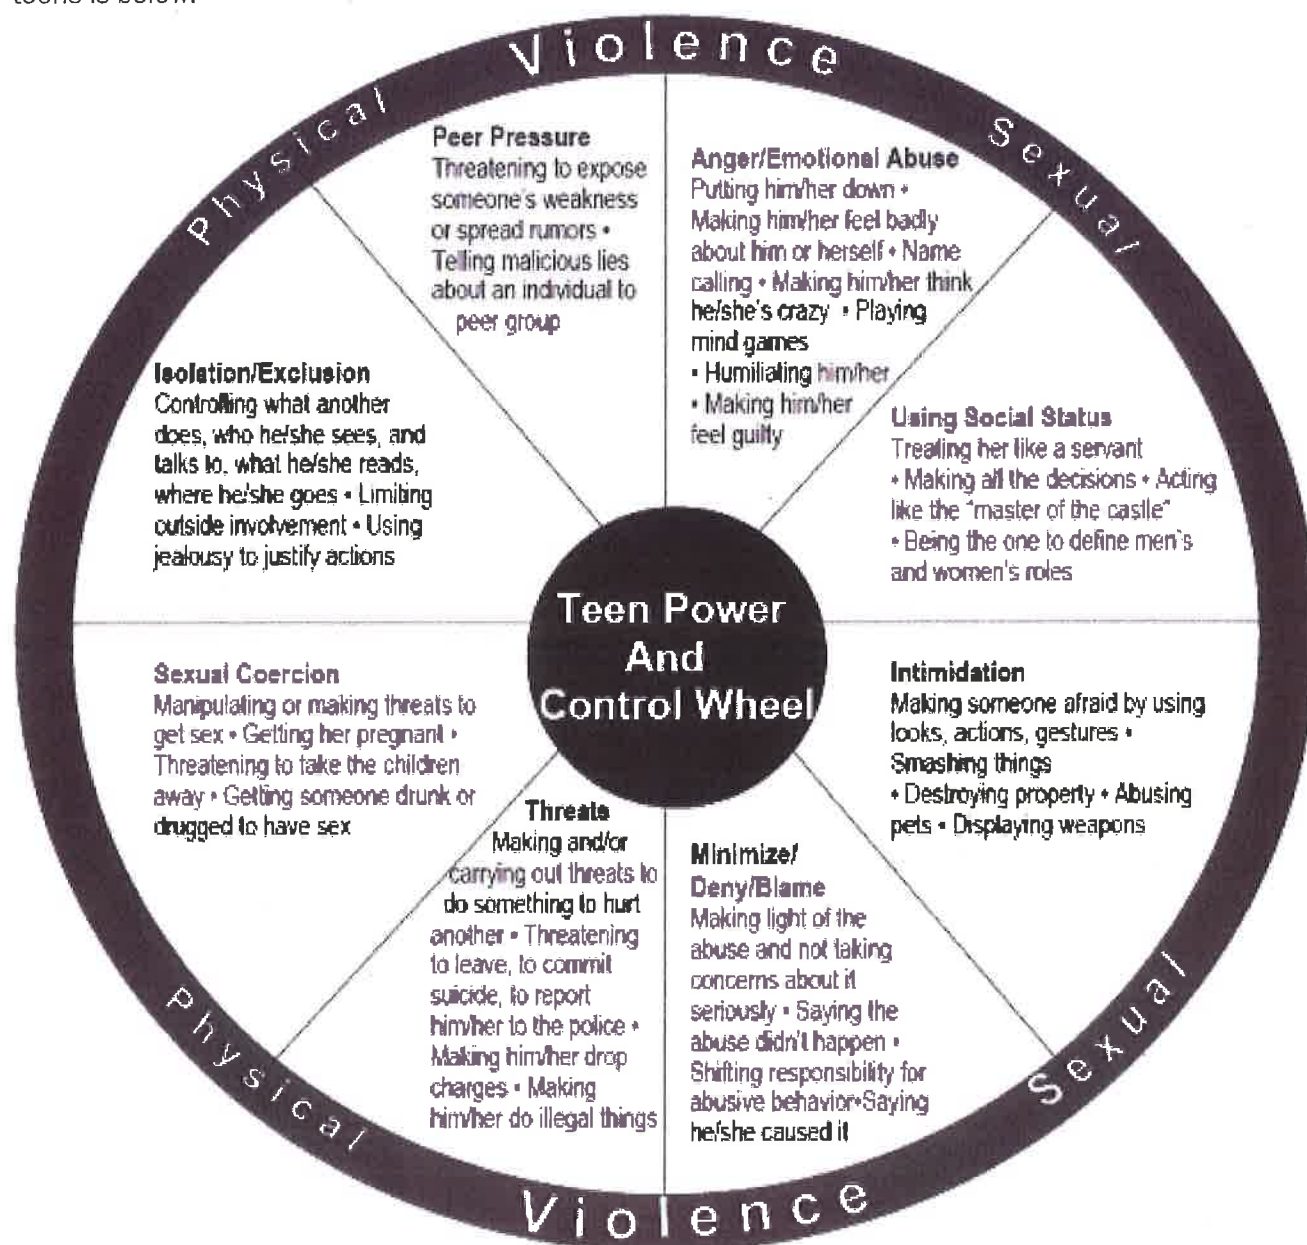 teens is below.
Violence
Physical
Sexual
Peer Pressure
Threatening to expose
someone's weakness
or spread rumors •
Telling malicious lies
about an individual to
peer group
Anger/Emotional Abuse
Putting him/her down •
Making him/her feel badly
about him or herself • Name
calling • Making him/her think
he/she's crazy • Playing
mind games
• Humiliating him/her
• Making him/her
feel guilty
Isolation/Exclusion
Controlling what another
does, who he/she sees, and
talks to, what he/she reads,
where he/she goes • Limiting
outside involvement • Using
jealousy to justify actions
Using Social Status
Treating her like a servant
• Making all the decisions • Acting
like the "master of the castle"
• Being the one to define men's
and women's roles
Teen Power
And
Control Wheel
Sexual Coercion
Manipulating or making threats to
get sex • Getting her pregnant •
Threatening to take the children
away • Getting someone drunk or
drugged to have sex
Intimidation
Making someone afraid by using
looks, actions, gestures •
Smashing things
• Destroying property • Abusing
pets • Displaying weapons
Threats
Making and/or
carrying out threats to
do something to hurt
another • Threatening
to leave, to commit
suicide, to report
him/her to the police •
Making him/her drop
charges • Making
him/her do illegal things
Minimize/
Deny/Blame
Making light of the
abuse and not taking
concerns about it
seriously • Saying the
abuse didn't happen •
Shifting responsibility for
abusive behavior•Saying
he/she caused it
Physical
Sexual
Violence